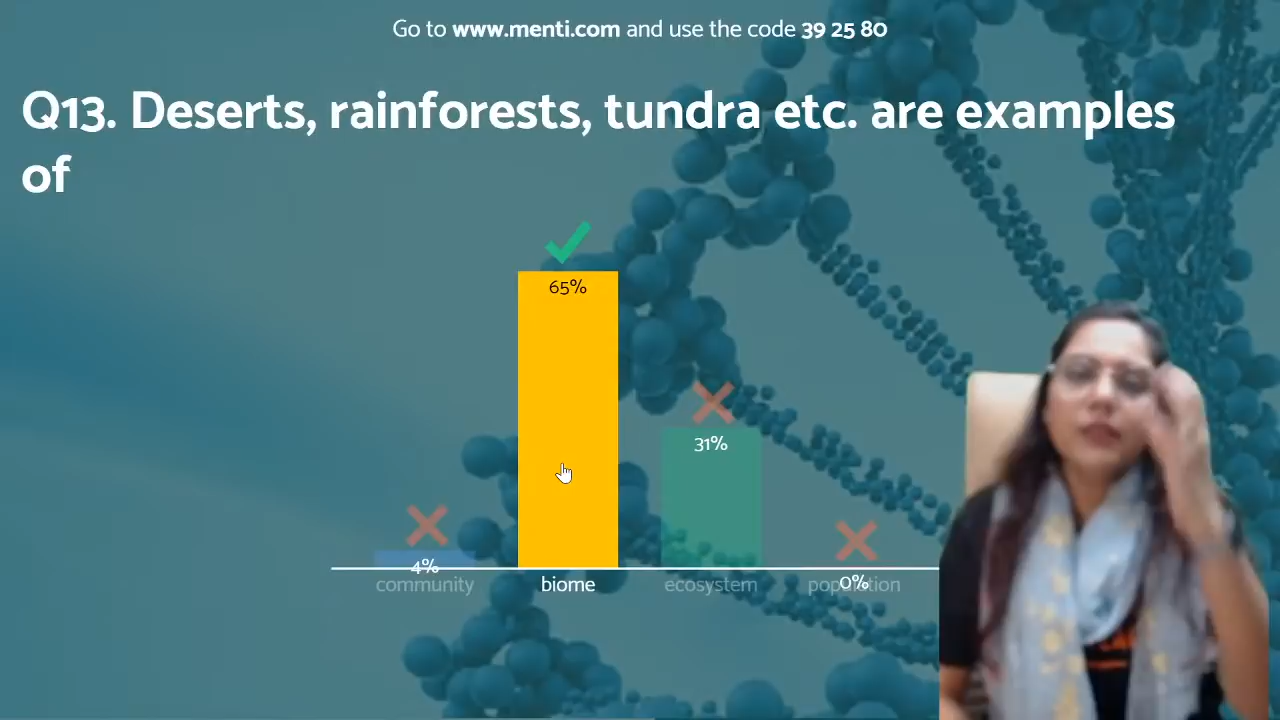 Go to www.menti.com and use the code 39 25 80
Q13. Deserts, rainforests, tundra etc. are examples
of
65%
31%
4%
0%
community
biome
ecosystem
population